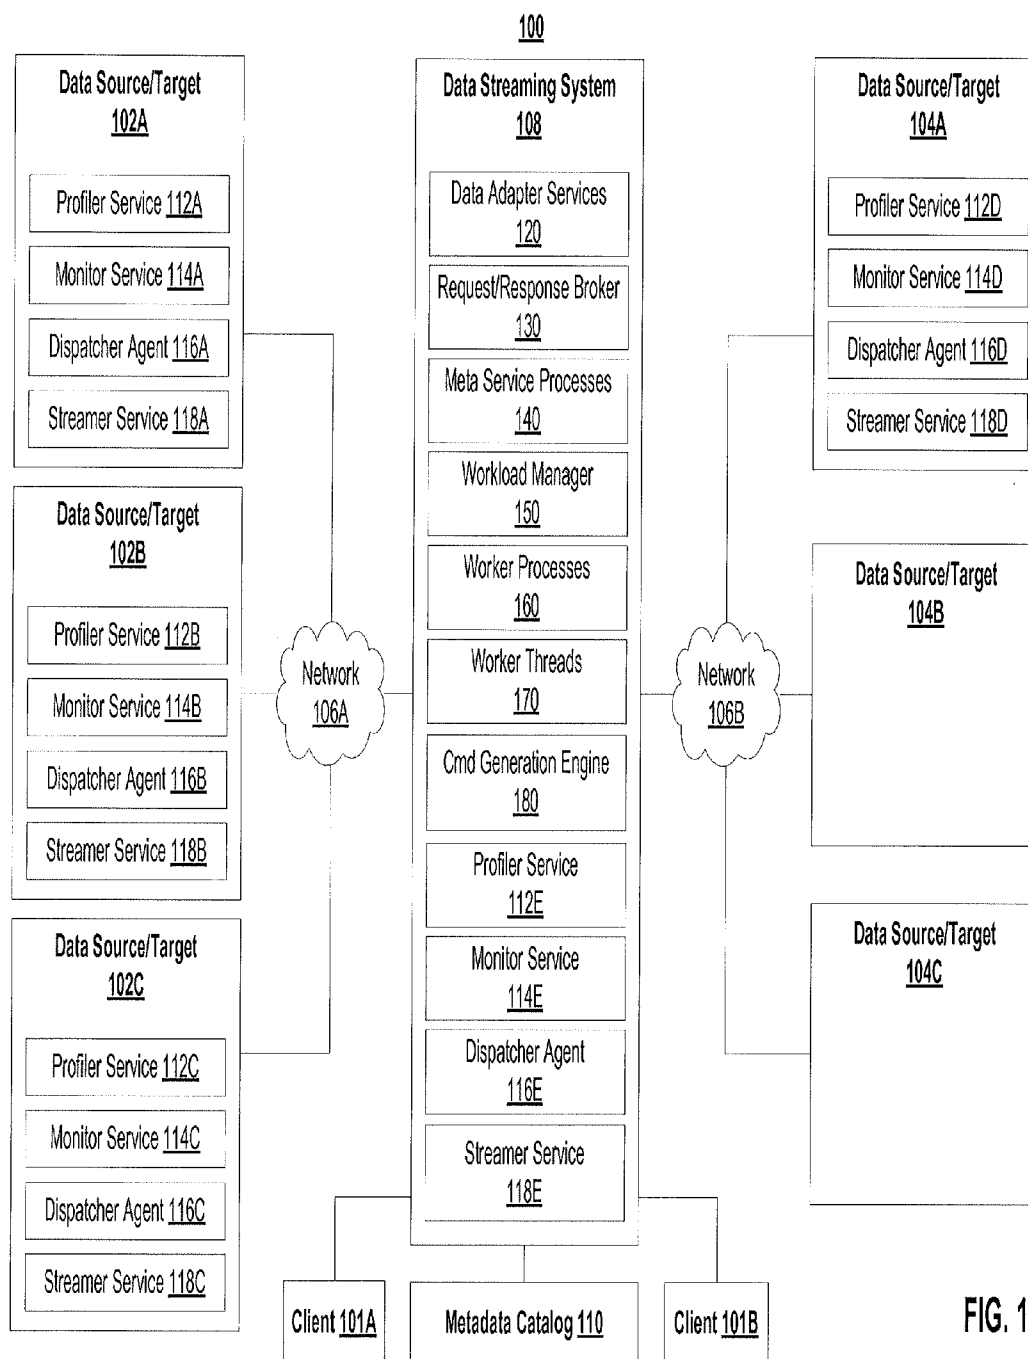 100
Data Source/Target
102A
Profiler Service 112A
Monitor Service 114A
Dispatcher Agent 116A
Streamer Service 118A
Data Source/Target
102B
Profiler Service 112B
Monitor Service 114B
Dispatcher Agent 116B
Streamer Service 118B
Data Source/Target
102C
Profiler Service 112C
Monitor Service 114C
Dispatcher Agent 116C
Streamer Service 118C
Network
106A
Data Streaming System
108
Data Adapter Services
120
Request/Response Broker
130
Meta Service Processes
140
Workload Manager
150
Worker Processes
160
Worker Threads
170
Cmd Generation Engine
180
Profiler Service
112E
Monitor Service
114E
Dispatcher Agent
116E
Streamer Service
118E
Network
106B
Data Source/Target
104A
Profiler Service 112D
Monitor Service 114D
Dispatcher Agent 116D
Streamer Service 118D
Data Source/Target
104B
Data Source/Target
104C
Client 101A
Metadata Catalog 110
Client 101B
FIG. 1